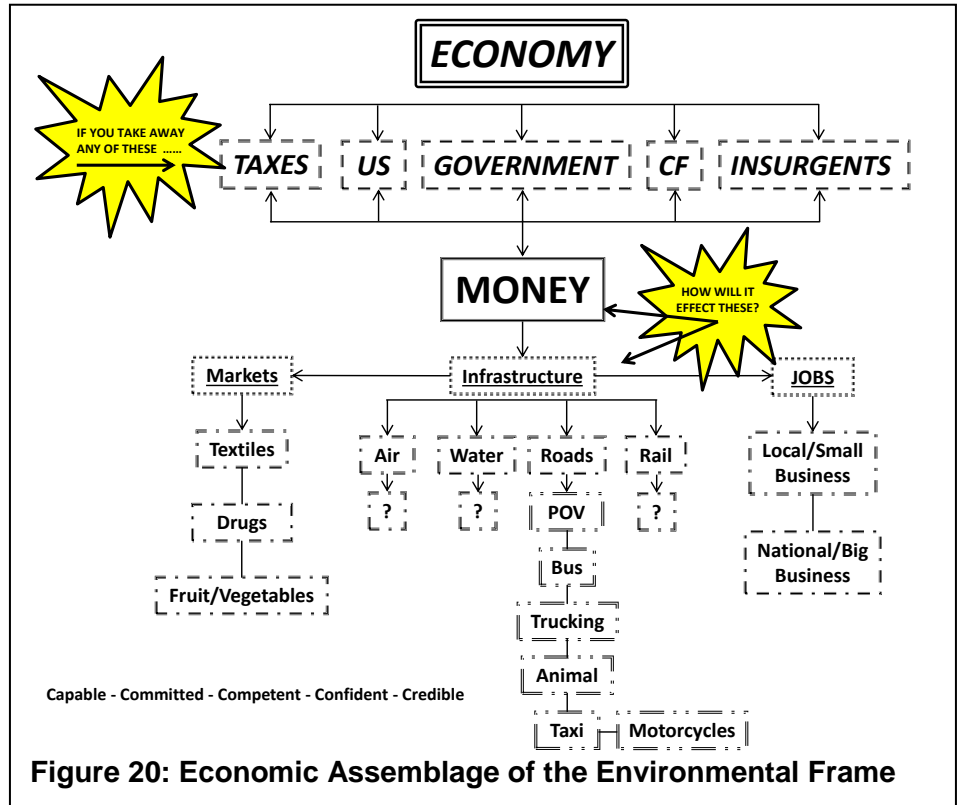 ECONOMY
IF YOU TAKE AWAY
ANY OF THESE ......
TAXES
US
GOVERNMENT
CF
INSURGENTS
MONEY
HOW WILL IT
EFFECT THESE?
Markets
Infrastructure
JOBS
Textiles
Drugs
Fruit/Vegetables
Air
?
Water
?
Roads
POV
Bus
Trucking
Animal
Taxi
Motorcycles
Rail
?
Local/Small
Business
National/Big
Business
Capable - Committed - Competent - Confident - Credible
Figure 20: Economic Assemblage of the Environmental Frame